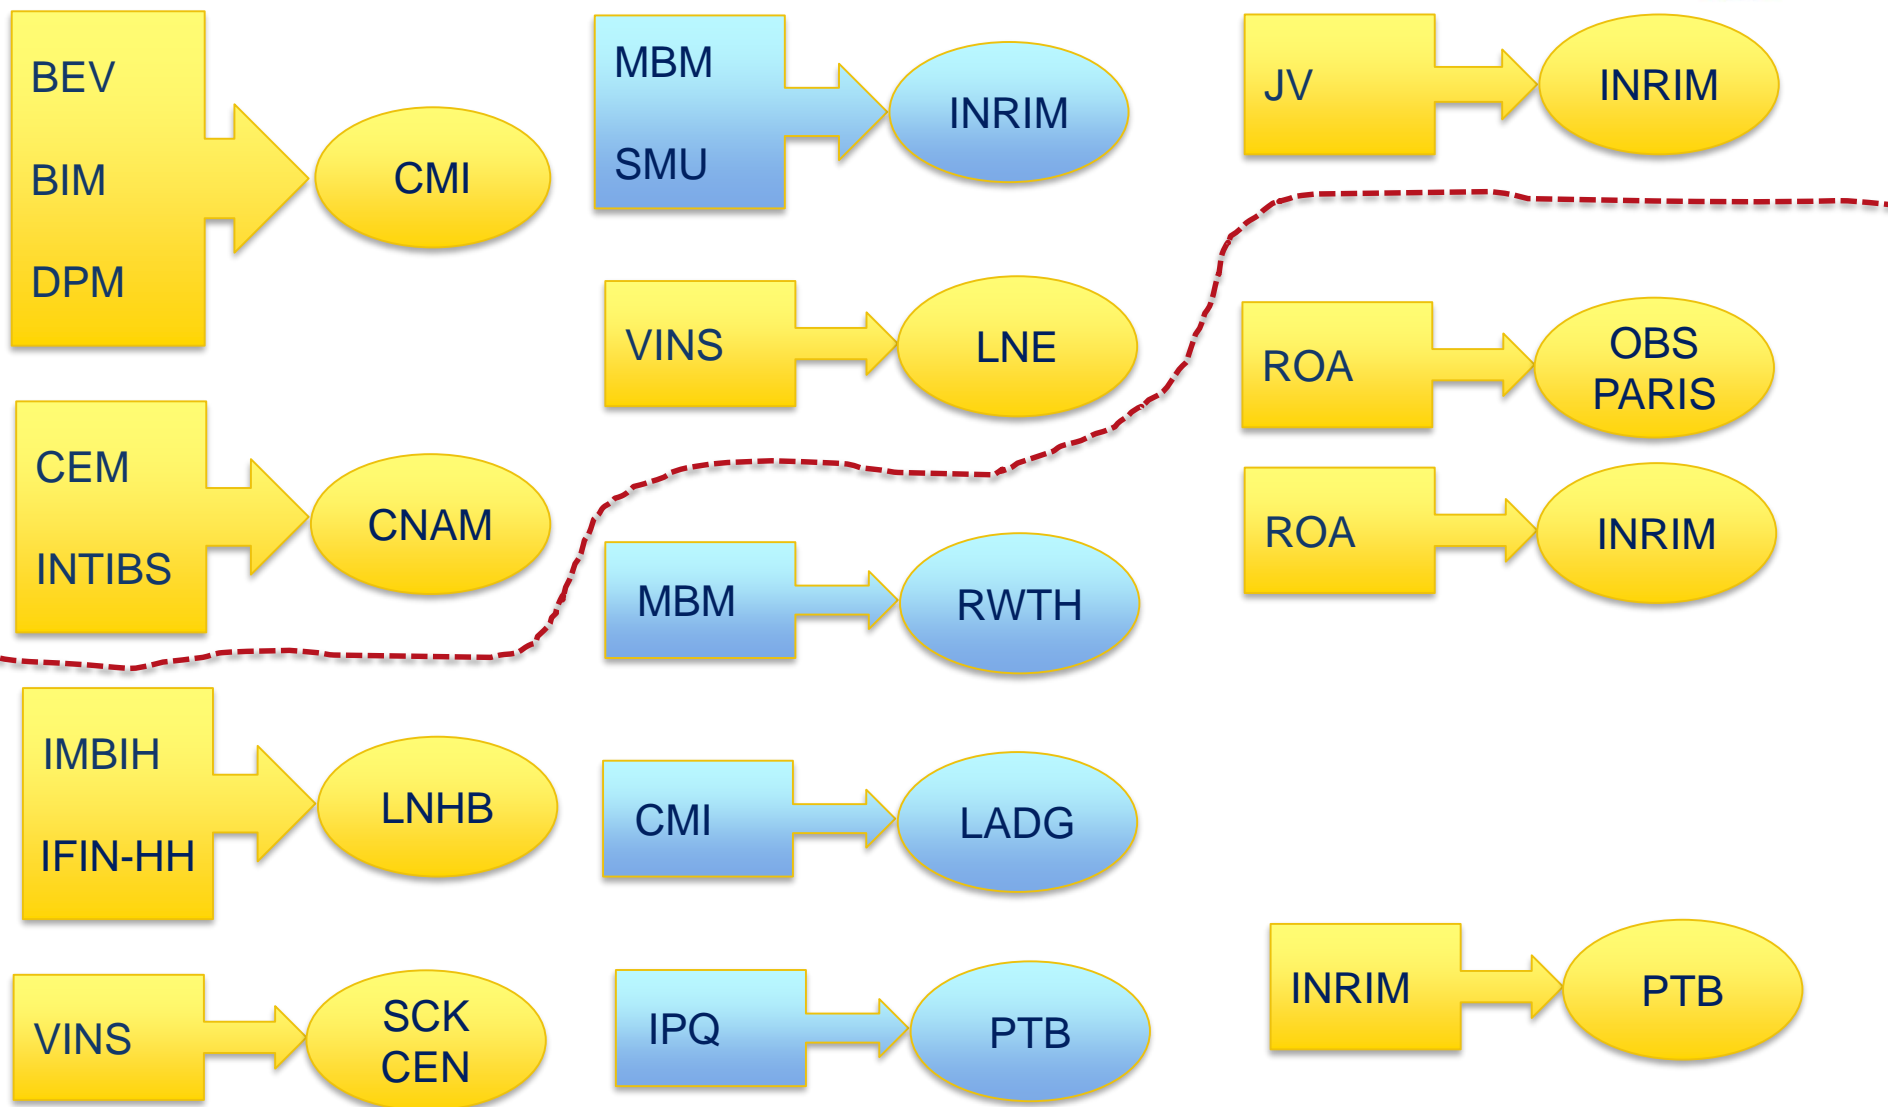 BEV
BIM
DPM
CMI
CEM
INTIBS
CNAM
IMBIH
IFIN-HH
LNHB
VINS
SCK
CEN
MBM
SMU
INRIM
VINS
LNE
MBM
RWTH
CMI
LADG
IPQ
PTB
JV
INRIM
ROA
OBS
PARIS
ROA
INRIM
INRIM
PTB